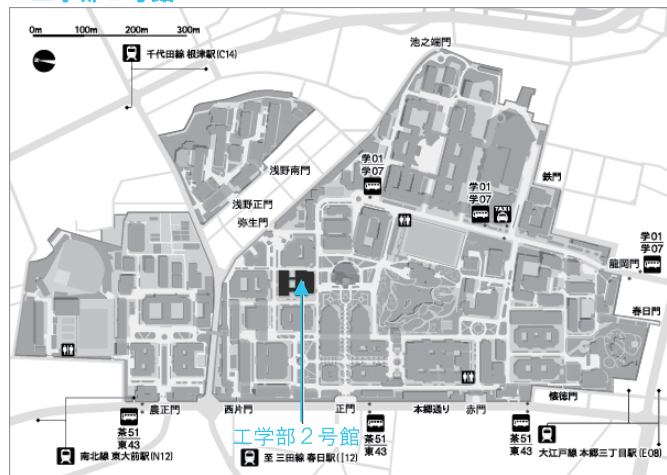 0m 100m 200m 300m
千代田線 根津駅(C14)
池之端門
浅野南門
浅野正門
弥生門
学01
学07
学01
学07
TAXI
鉄門
学01
学07
龍岡門
春日門
懐徳門
農正門
西片門
正門
本郷通り
赤門
工学部2号館
茶51
東43
茶51
東43
茶51
東43
南北線 東大前駅(N12)
至 三田線 春日駅(I12)
大江戸線 本郷三丁目駅(E08)